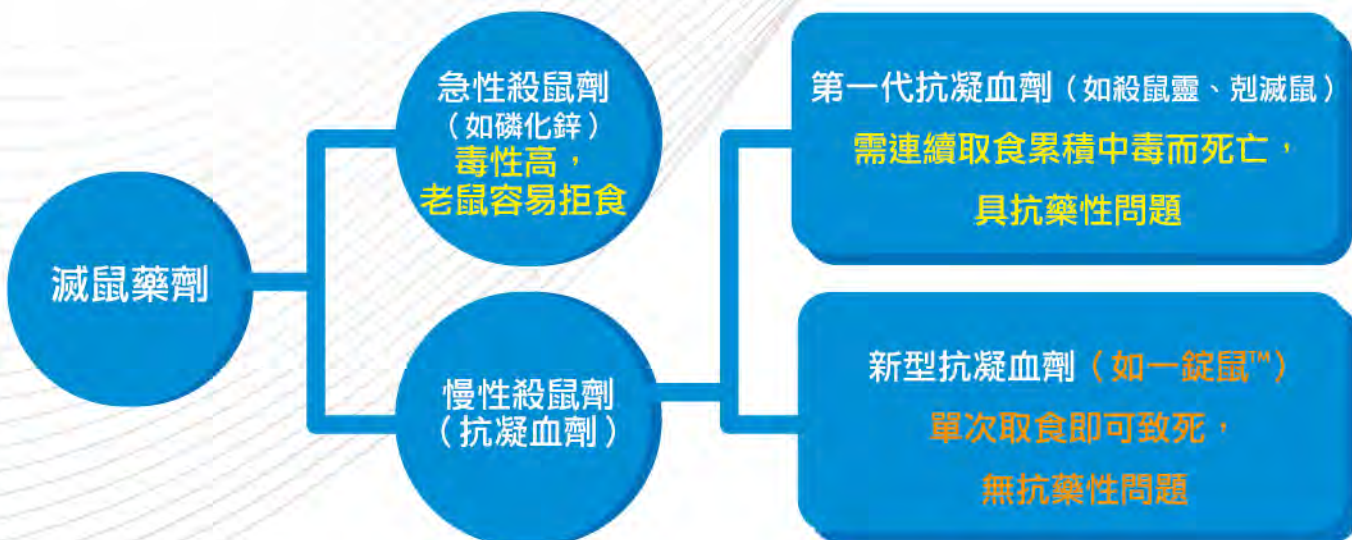 滅鼠藥劑
急性殺鼠劑
（如磷化鋅）
毒性高，
老鼠容易拒食
慢性殺鼠劑
（抗凝血劑）
第一代抗凝血劑（如殺鼠靈、剋滅鼠）
需連續取食累積中毒而死亡，
具抗藥性問題
新型抗凝血劑（如一錠鼠™）
單次取食即可致死，
無抗藥性問題